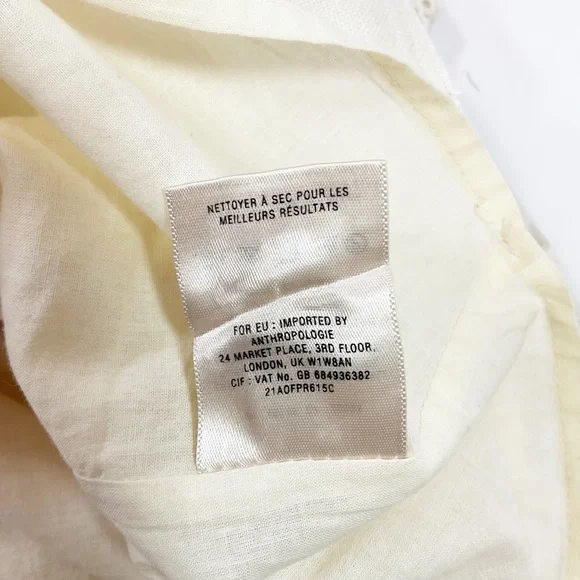 NETTOYER À SEC POUR LES
MEILLEURS RÉSULTATS
FOR EU : IMPORTED BY
ANTHROPOLOGIE
24 MARKET PLACE, 3RD FLOOR.
LONDON, UK W1W8AN
CIF : VAT No. GB 684936382
21AOFPR615C